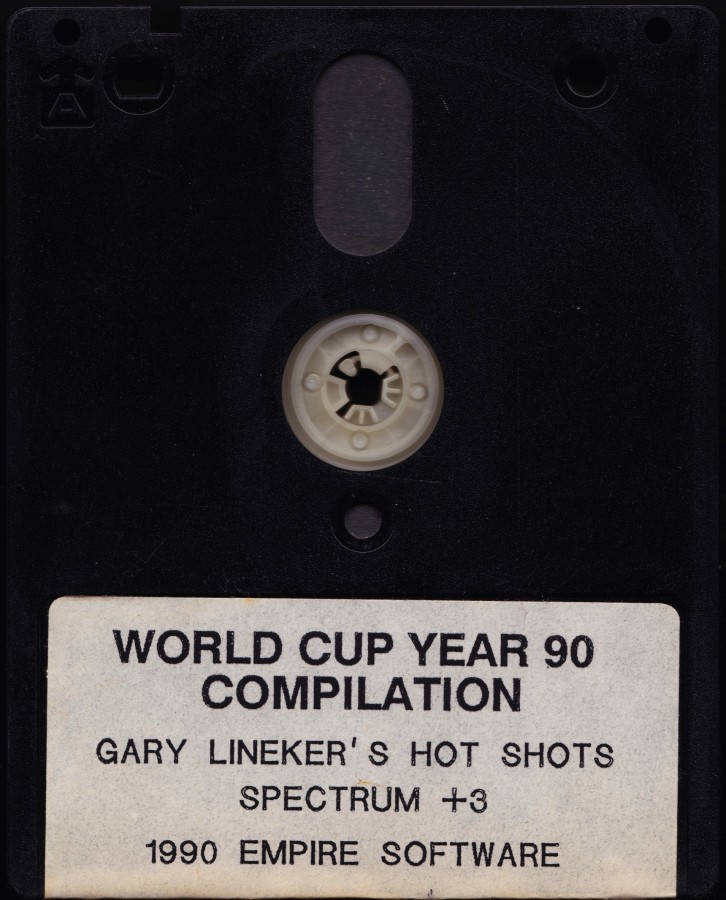 A
WORLD CUP YEAR 90
COMPILATION
GARY LINEKER'S HOT SHOTS
SPECTRUM +3
1990 EMPIRE SOFTWARE